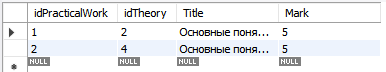 idPracticalWork idTheory Title Mark
1 2 Основные поня... 5
2 4 Основные поня... 5
NULL NULL NULL NULL